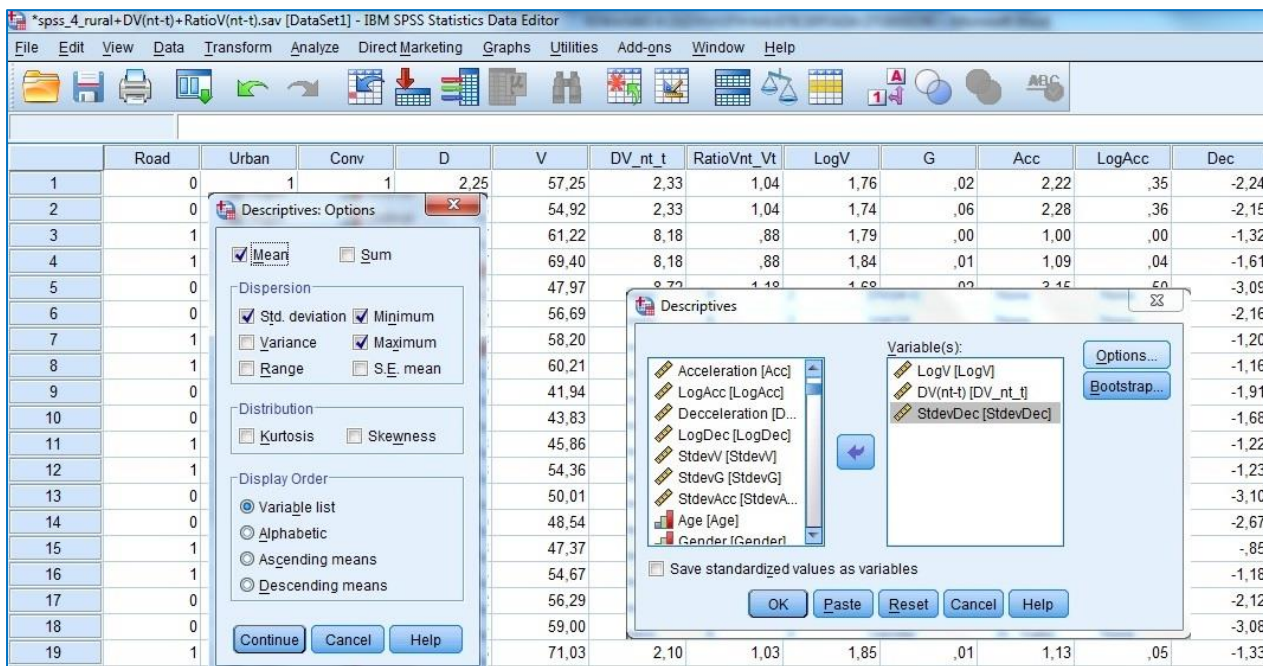 *spss_4_rural+DV(nt-t)+RatioV(nt-t).sav [DataSet1] - IBM SPSS Statistics Data Editor
File Edit View Data Transform Analyze Direct Marketing Graphs Utilities Add-ons Window Help
Road Urban Conv D V DV_nt_t RatioVnt_Vt LogV G Acc LogAcc Dec
1 0 1 1 2,25 57,25 2,33 1,04 1,76 ,02 2,22 ,35 -2,24
2 0 54,92 2,33 1,04 1,74 ,06 2,28 ,36 -2,15
3 1 61,22 8,18 ,88 1,79 ,00 1,00 ,00 -1,32
4 1 69,40 8,18 ,88 1,84 ,01 1,09 ,04 -1,61
5 0 47,97 8,72 1,18 1,68 ,02 3,15 ,50 -3,09
6 0 56,69 -2,16
7 1 58,20 -1,20
8 1 60,21 -1,16
9 0 41,94 -1,91
10 0 43,83 -1,68
11 1 45,86 -1,22
12 1 54,36 -1,23
13 0 50,01 -3,10
14 0 48,54 -2,67
15 1 47,37 -,85
16 1 54,67 -1,18
17 0 56,29 -2,12
18 0 59,00 -3,08
19 1 71,03 2,10 1,03 1,85 ,01 1,13 ,05 -1,33
Descriptives: Options
Mean Sum
Dispersion
Std. deviation Minimum
Variance Maximum
Range S.E. mean
Distribution
Kurtosis Skewness
Display Order
Variable list
Alphabetic
Ascending means
Descending means
Continue Cancel Help
Descriptives
Variable(s):
Acceleration [Acc]
LogAcc [LogAcc]
Decceleration [D...
LogDec [LogDec]
StdevV [StdevV]
StdevG [StdevG]
StdevAcc [StdevA...
Age [Age]
Gender [Gender]
LogV [LogV]
DV(nt-t) [DV_nt_t]
StdevDec [StdevDec]
Options...
Bootstrap...
Save standardized values as variables
OK Paste Reset Cancel Help